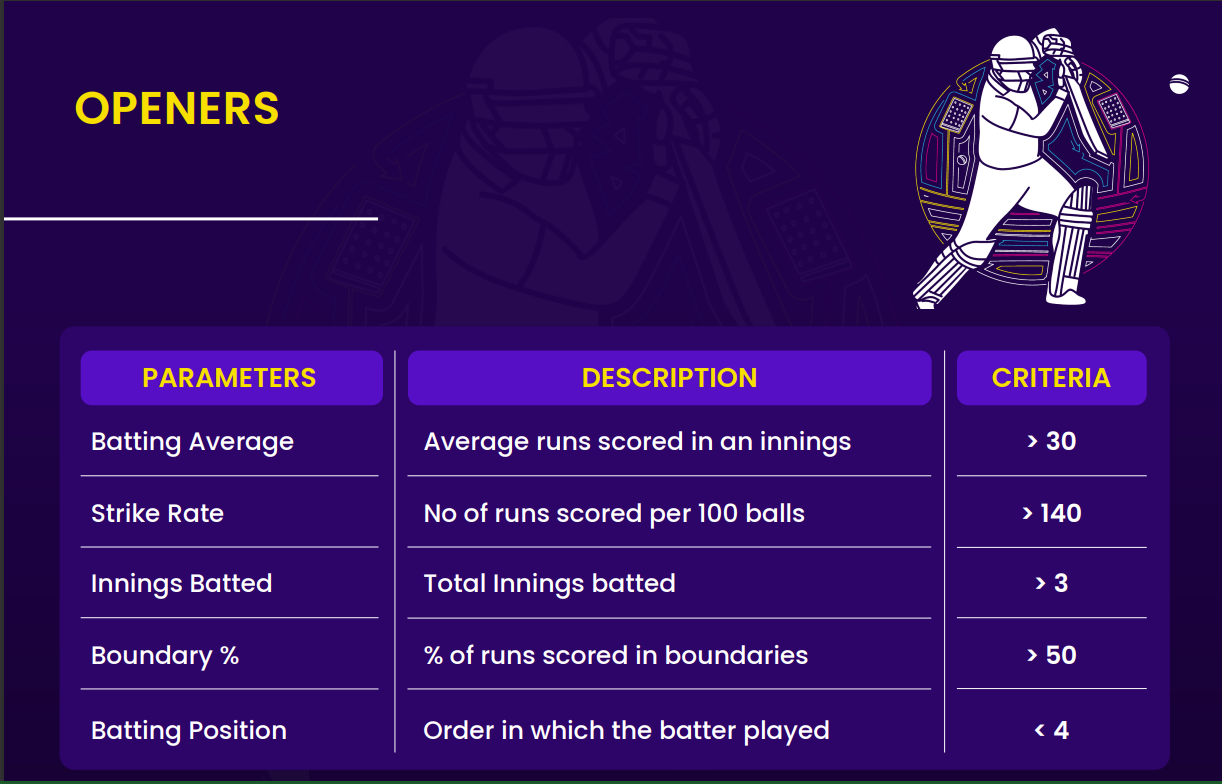 OPENERS
PARAMETERS DESCRIPTION CRITERIA
Batting Average Average runs scored in an innings > 30
Strike Rate No of runs scored per 100 balls > 140
Innings Batted Total Innings batted > 3
Boundary % % of runs scored in boundaries > 50
Batting Position Order in which the batter played < 4